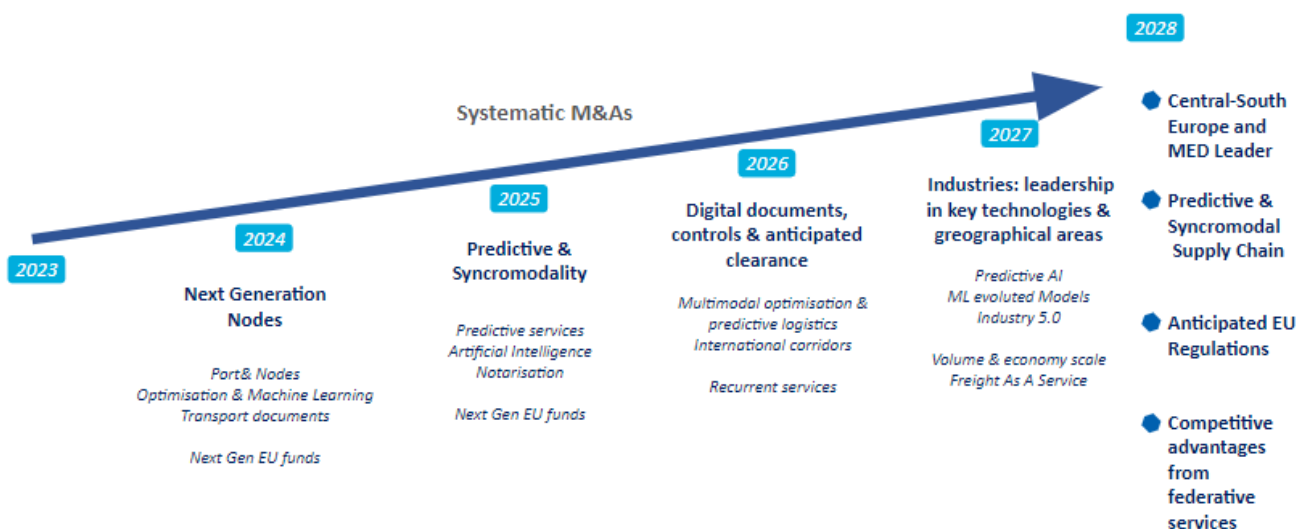 2028
Systematic M&As
2023
2024
Next Generation
Nodes
Port& Nodes
Optimisation & Machine Learning
Transport documents
Next Gen EU funds
2025
Predictive &
Syncromodality
Predictive services
Artificial Intelligence
Notarisation
Next Gen EU funds
2026
Digital documents,
controls & anticipated
clearance
Multimodal optimisation &
predictive logistics
International corridors
Recurrent services
2027
Industries: leadership
in key technologies &
greographical areas
Predictive AI
ML evoluted Models
Industry 5.0
Volume & economy scale
Freight As A Service
Central-South
Europe and
MED Leader
Predictive &
Syncromodal
Supply Chain
Anticipated EU
Regulations
Competitive
advantages
from
federative
services